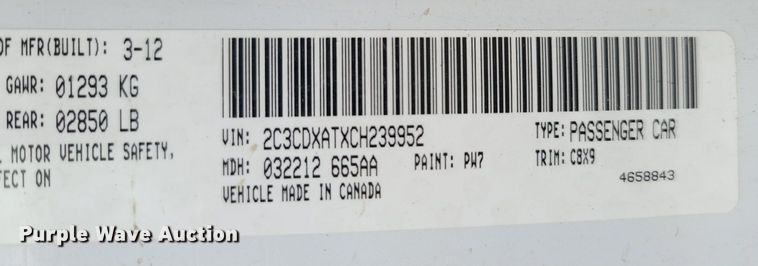 OF MFR(BUILT): 3-12
GAWR: 01293 KG
REAR: 02850 LB
MOTOR VEHICLE SAFETY,
ON
VIN: 2C3CDXATXCH239952
TYPE: PASSENGER CAR
MDH: 032212 665AA
PAINT: PW7
TRIM: C8X9
VEHICLE MADE IN CANADA
4658843
Purple Wave Auction